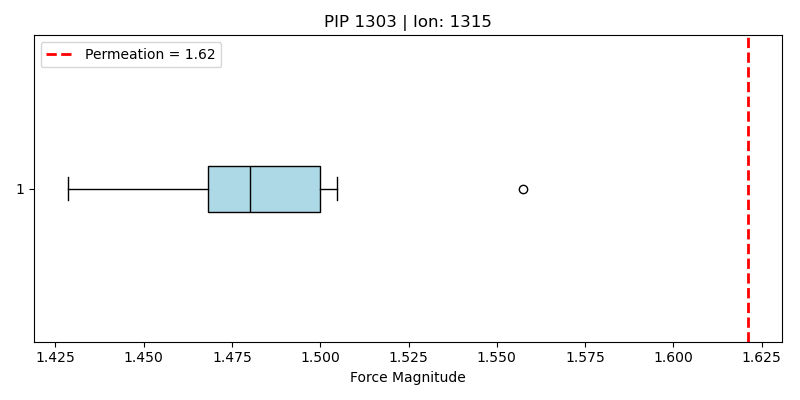 PIP 1303 | Ion: 1315
Permeation = 1.62
1
1.425 1.450 1.475 1.500 1.525 1.550 1.575 1.600 1.625
Force Magnitude